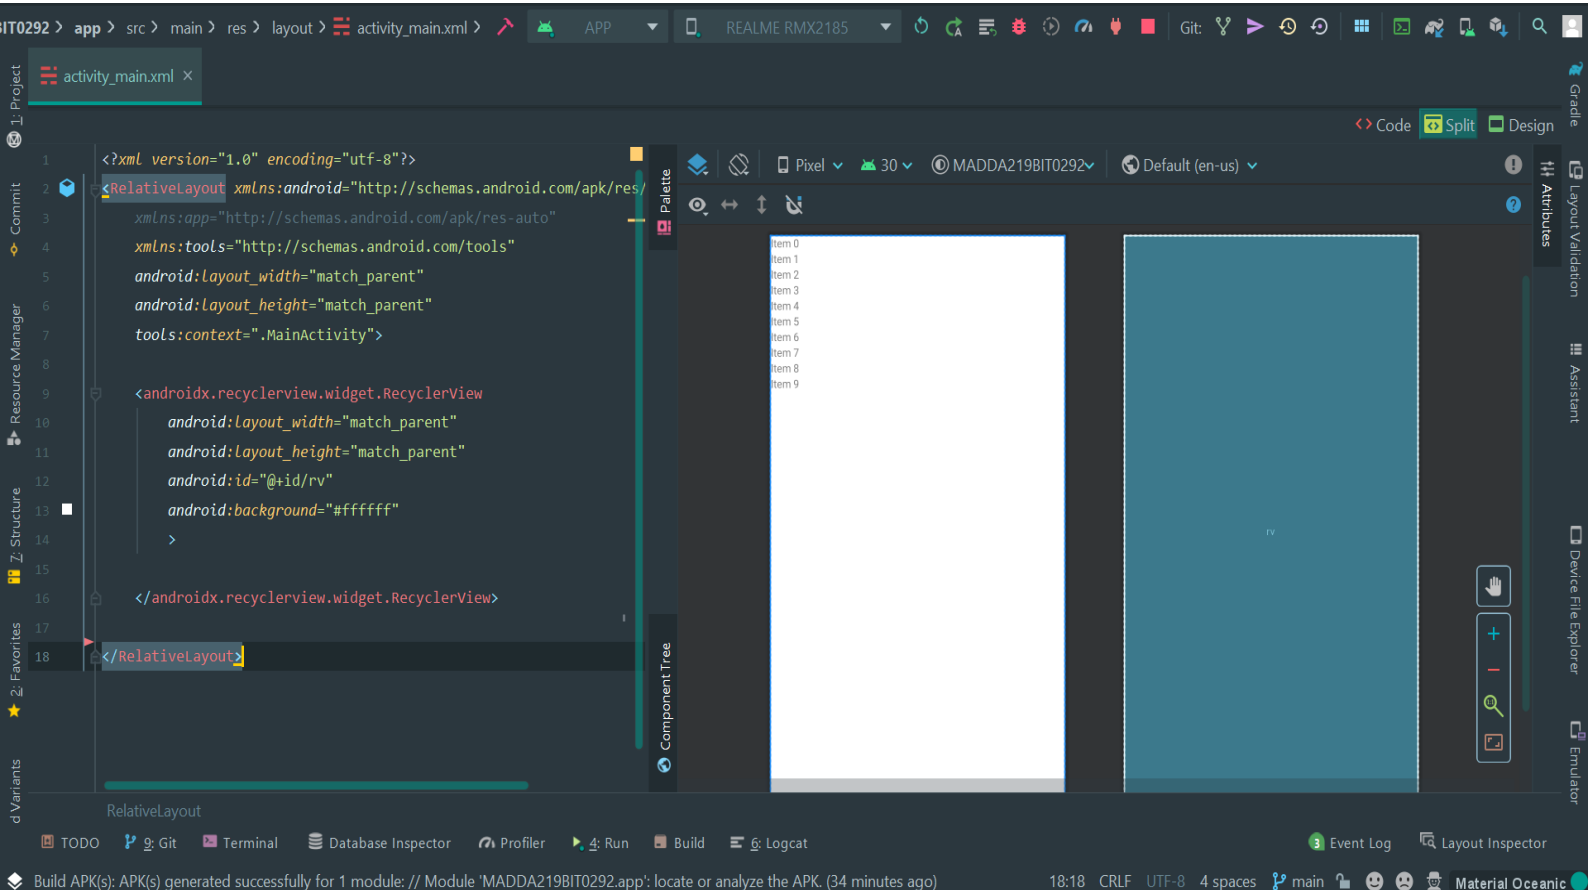 BIT0292 > app > src > main > res > layout > activity_main.xml > APP REALME RMX2185 Git:
activity_main.xml ×
Code Split Design
Pixel 30 MADDA219BIT0292 Default (en-us)
1 <?xml version="1.0" encoding="utf-8"?>
2 <RelativeLayout xmlns:android="http://schemas.android.com/apk/res/
3 xmlns:app="http://schemas.android.com/apk/res-auto"
4 xmlns:tools="http://schemas.android.com/tools"
5 android:layout_width="match_parent"
6 android:layout_height="match_parent"
7 tools:context=".MainActivity">
8
9 <androidx.recyclerview.widget.RecyclerView
10 android:layout_width="match_parent"
11 android:layout_height="match_parent"
12 android:id="@+id/rv"
13 android:background="#ffffff"
14 >
15
16 </androidx.recyclerview.widget.RecyclerView>
17
18 </RelativeLayout>
Item 0
Item 1
Item 2
Item 3
Item 4
Item 5
Item 6
Item 7
Item 8
Item 9
rv
1: Project
Commit
Resource Manager
7: Structure
2: Favorites
d Variants
Palette
Component Tree
Attributes
Gradle
Layout Validation
Assistant
Device File Explorer
Emulator
RelativeLayout
TODO 9: Git Terminal Database Inspector Profiler 4: Run Build 6: Logcat 3 Event Log Layout Inspector
Build APK(s): APK(s) generated successfully for 1 module: // Module 'MADDA219BIT0292.app': locate or analyze the APK. (34 minutes ago) 18:18 CRLF UTF-8 4 spaces main Material Oceanic